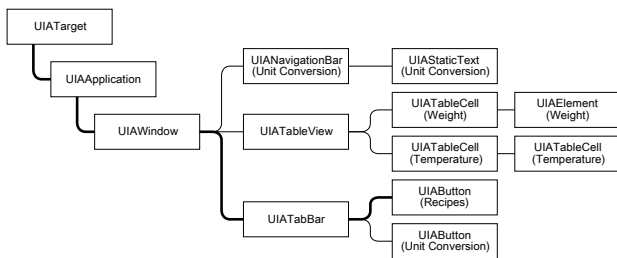 UIATarget
UIAApplication
UIAWindow
UIANavigationBar
(Unit Conversion)
UIAStaticText
(Unit Conversion)
UIATableView
UIATableCell
(Weight)
UIAElement
(Weight)
UIATableCell
(Temperature)
UIATableCell
(Temperature)
UIATabBar
UIAButton
(Recipes)
UIAButton
(Unit Conversion)